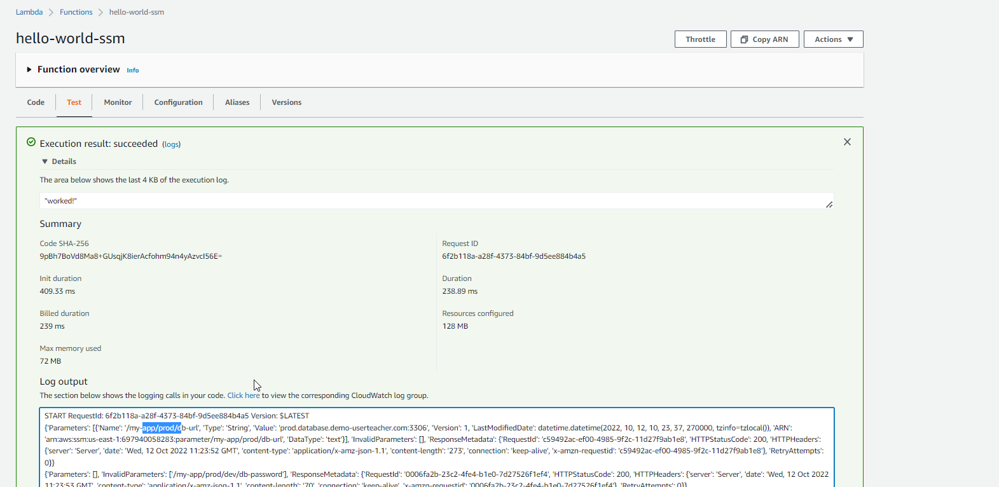 Lambda > Functions > hello-world-ssm
hello-world-ssm
Throttle
Copy ARN
Actions ▼
▶ Function overview Info
Code
Test
Monitor
Configuration
Aliases
Versions
Execution result: succeeded (logs)
▼ Details
The area below shows the last 4 KB of the execution log.
"worked!"
Summary
Code SHA-256
9pBh7BoVd8Ma8+GUsqjK8ierAcfohm94n4yAzvcI56E=
Request ID
6f2b118a-a28f-4373-84bf-9d5ee884b4a5
Init duration
409.33 ms
Duration
238.89 ms
Billed duration
239 ms
Resources configured
128 MB
Max memory used
72 MB
Log output
The section below shows the logging calls in your code. Click here to view the corresponding CloudWatch log group.
START RequestId: 6f2b118a-a28f-4373-84bf-9d5ee884b4a5 Version: $LATEST
{'Parameters': [{'Name': '/my-app/prod/db-url', 'Type': 'String', 'Value': 'prod.database.demo-userteacher.com:3306', 'Version': 1, 'LastModifiedDate': datetime.datetime(2022, 10, 12, 10, 23, 37, 270000, tzinfo=tzlocal()), 'ARN':
'arn:aws:ssm:us-east-1:697940058283:parameter/my-app/prod/db-url', 'DataType': 'text'}], 'InvalidParameters': [], 'ResponseMetadata': {'RequestId': 'c59492ac-ef00-4985-9f2c-11d27f9ab1e8', 'HTTPStatusCode': 200, 'HTTPHeaders':
{'server': 'Server', 'date': 'Wed, 12 Oct 2022 11:23:52 GMT', 'content-type': 'application/x-amz-json-1.1', 'content-length': '273', 'connection': 'keep-alive', 'x-amzn-requestid': 'c59492ac-ef00-4985-9f2c-11d27f9ab1e8'}, 'RetryAttempts':
0}}
{'Parameters': [], 'InvalidParameters': ['/my-app/prod/dev/db-password'], 'ResponseMetadata': {'RequestId': '0006fa2b-23c2-4fe4-b1e0-7d27526f1ef4', 'HTTPStatusCode': 200, 'HTTPHeaders': {'server': 'Server', 'date': 'Wed, 12 Oct 2022
11:23:53 GMT', 'content-type': 'application/x-amz-json-1.1', 'content-length': '70', 'connection': 'keep-alive', 'x-amzn-requestid': '0006fa2b-23c2-4fe4-b1e0-7d27526f1ef4'}, 'RetryAttempts': 0}}